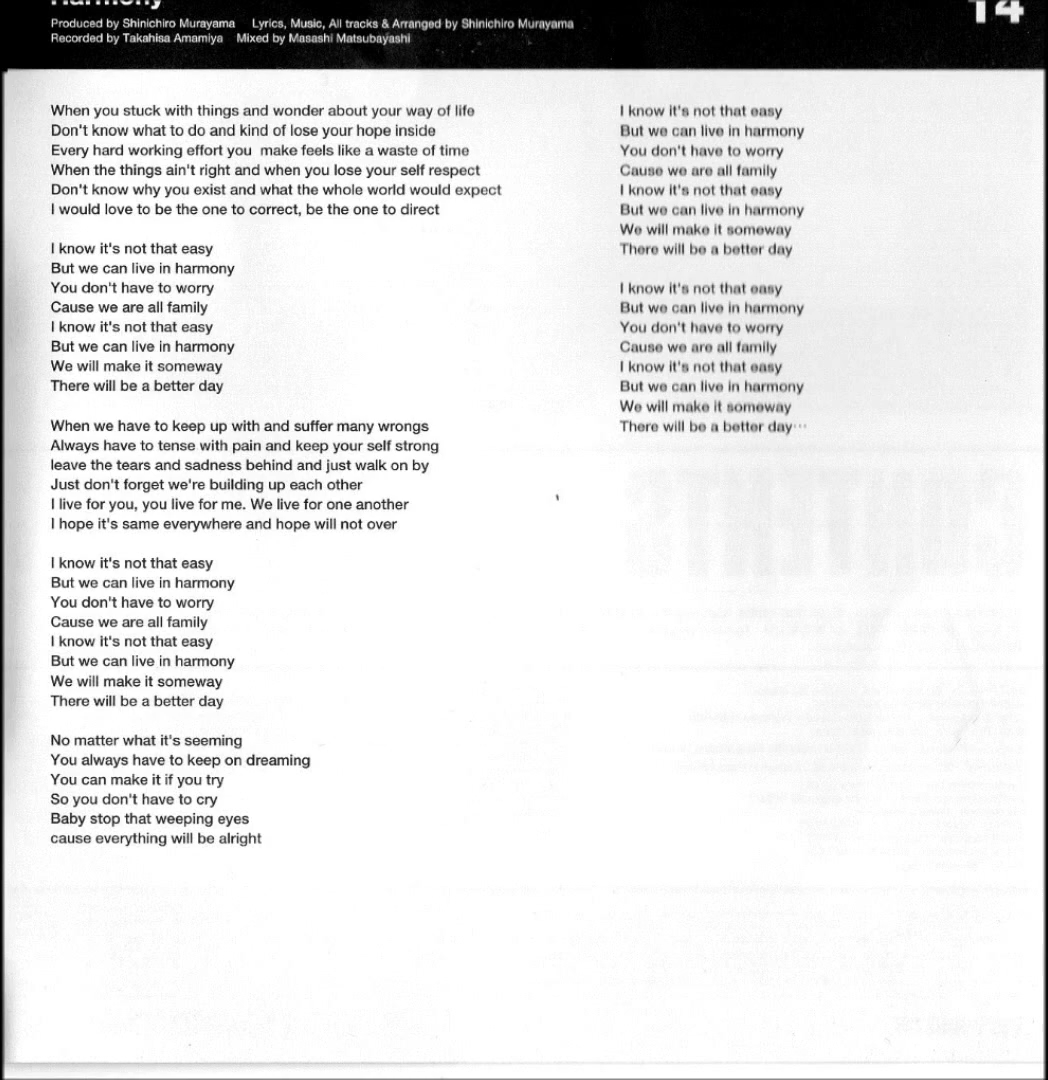 Harmony
14
Produced by Shinichiro Murayama Lyrics, Music, All tracks & Arranged by Shinichiro Murayama
Recorded by Takahisa Amamiya Mixed by Masashi Matsubayashi
When you stuck with things and wonder about your way of life
Don't know what to do and kind of lose your hope inside
Every hard working effort you make feels like a waste of time
When the things ain't right and when you lose your self respect
Don't know why you exist and what the whole world would expect
I would love to be the one to correct, be the one to direct
I know it's not that easy
But we can live in harmony
You don't have to worry
Cause we are all family
I know it's not that easy
But we can live in harmony
We will make it someway
There will be a better day
When we have to keep up with and suffer many wrongs
Always have to tense with pain and keep your self strong
leave the tears and sadness behind and just walk on by
Just don't forget we're building up each other
I live for you, you live for me. We live for one another
I hope it's same everywhere and hope will not over
I know it's not that easy
But we can live in harmony
You don't have to worry
Cause we are all family
I know it's not that easy
But we can live in harmony
We will make it someway
There will be a better day
No matter what it's seeming
You always have to keep on dreaming
You can make it if you try
So you don't have to cry
Baby stop that weeping eyes
cause everything will be alright
I know it's not that easy
But we can live in harmony
You don't have to worry
Cause we are all family
I know it's not that easy
But we can live in harmony
We will make it someway
There will be a better day
I know it's not that easy
But we can live in harmony
You don't have to worry
Cause we are all family
I know it's not that easy
But we can live in harmony
We will make it someway
There will be a better day…